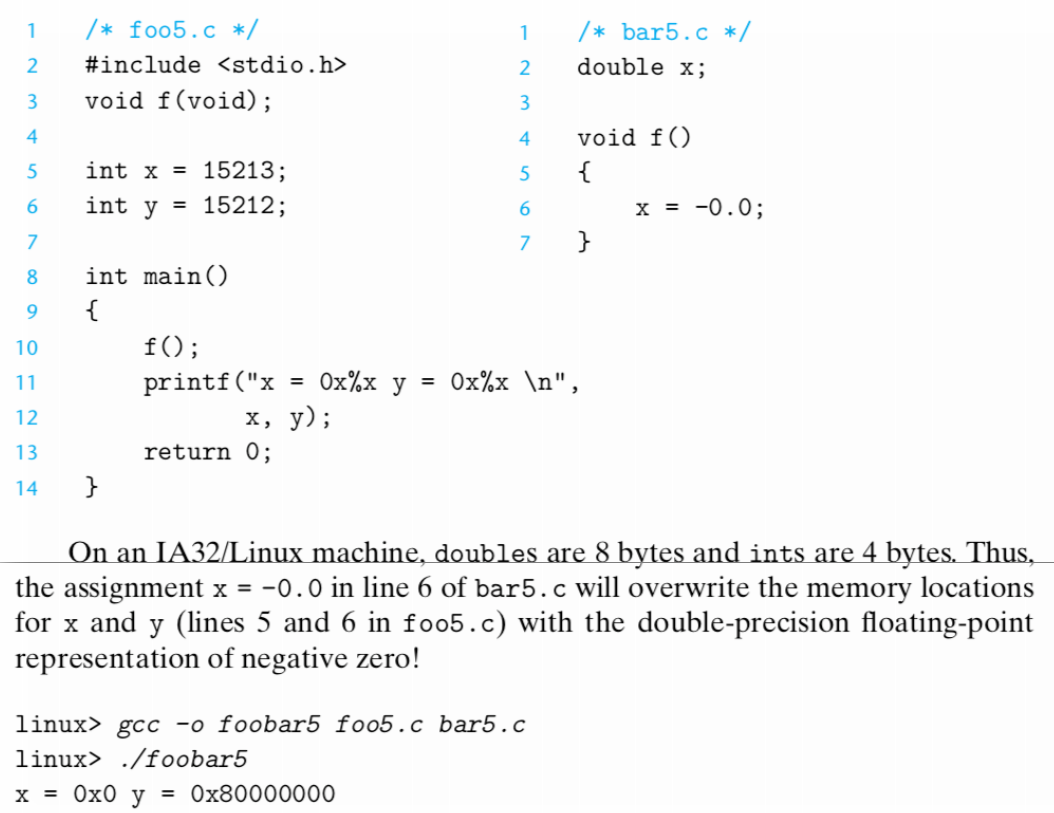 1 /* foo5.c */
2 #include <stdio.h>
3 void f(void);
4
5 int x = 15213;
6 int y = 15212;
7
8 int main()
9 {
10 f();
11 printf("x = 0x%x y = 0x%x \n",
12 x, y);
13 return 0;
14 }
1 /* bar5.c */
2 double x;
3
4 void f()
5 {
6 x = -0.0;
7 }
On an IA32/Linux machine, doubles are 8 bytes and ints are 4 bytes. Thus,
the assignment x = -0.0 in line 6 of bar5.c will overwrite the memory locations
for x and y (lines 5 and 6 in foo5.c) with the double-precision floating-point
representation of negative zero!
linux> gcc -o foobar5 foo5.c bar5.c
linux> ./foobar5
x = 0x0 y = 0x80000000